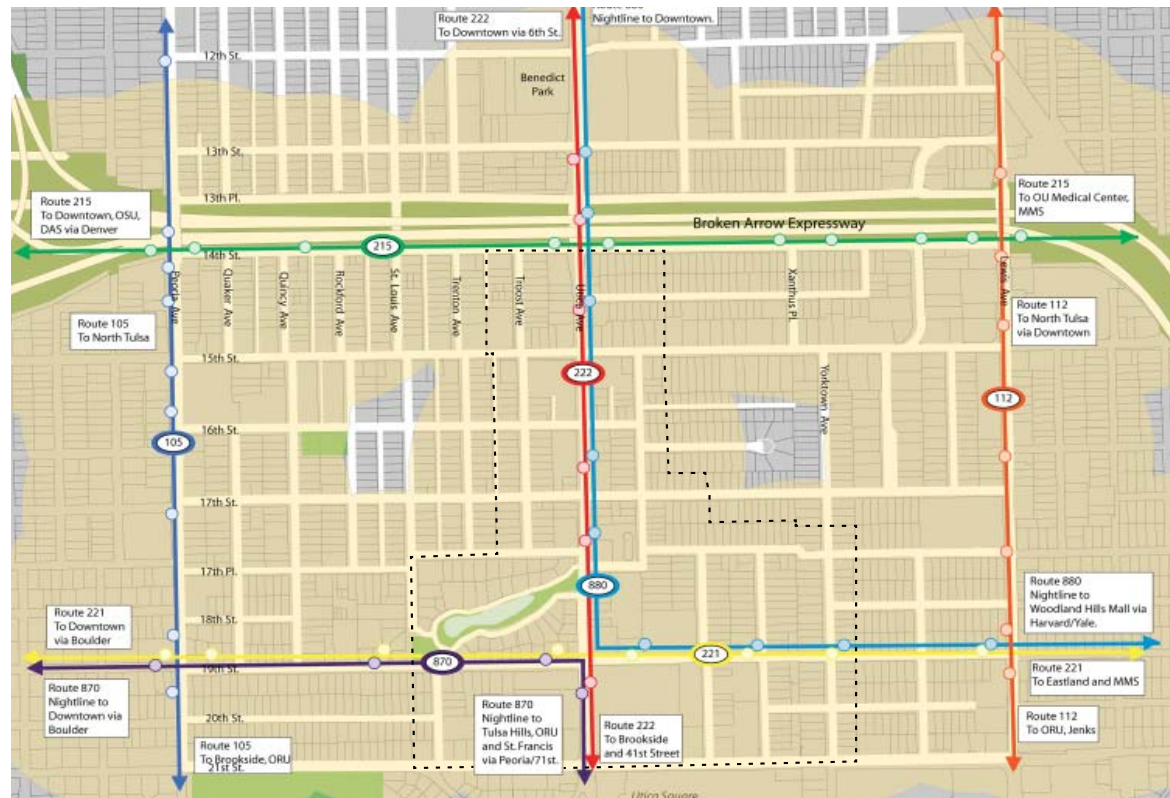 Route 222
To Downtown via 6th St.
Nightline to Downtown.
12th St.
Benedict
Park
13th St.
13th Pl.
Route 215
To Downtown, OSU,
DAS via Denver
Route 215
To OU Medical Center,
MMS
Broken Arrow Expressway
215
14th St.
Peoria Ave
Quaker Ave
Quincy Ave
Rockford Ave
St. Louis Ave
Trenton Ave
Troost Ave
Utica Ave
Xanthus Pl.
Lewis Ave
Route 105
To North Tulsa
Route 112
To North Tulsa
via Downtown
15th St.
222
Yorktown Ave
112
105
16th St.
17th St.
17th Pl.
880
Route 880
Nightline to
Woodland Hills Mall via
Harvard/Yale.
Route 221
To Downtown
via Boulder
18th St.
870
221
19th St.
Route 221
To Eastland and MMS
Route 870
Nightline to
Downtown via
Boulder
Route 870
Nightline to
Tulsa Hills, ORU
and St. Francis
via Peoria/71st.
Route 222
To Brookside
and 41st Street
Route 112
To ORU, Jenks
20th St.
Route 105
To Brookside, ORU
21st St.
Utica Square